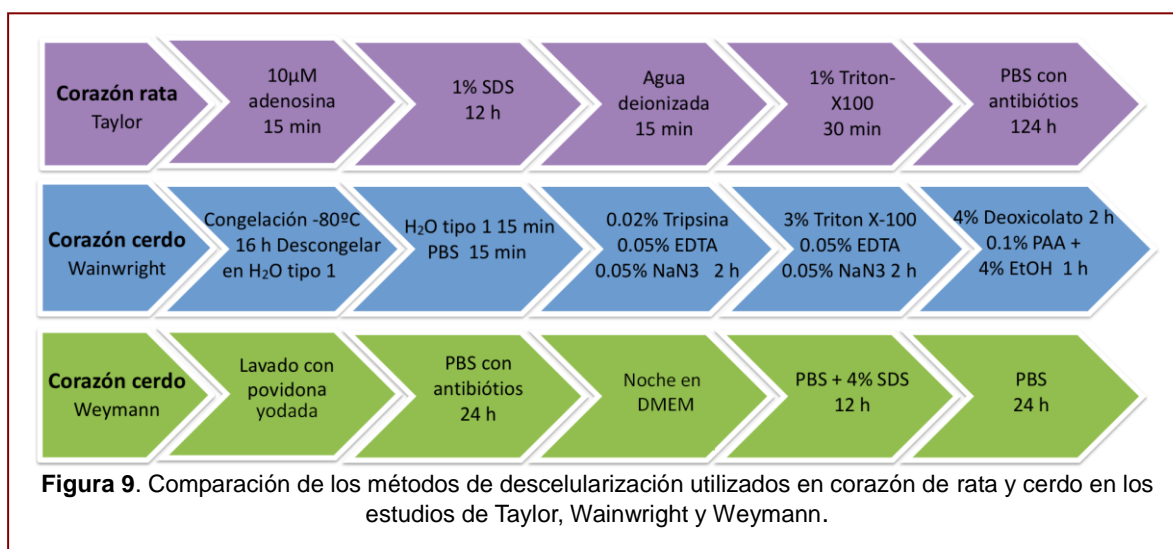 Corazón rata
Taylor
10µM
adenosina
15 min
1% SDS
12 h
Agua
deionizada
15 min
1% Triton-
X100
30 min
PBS con
antibiótios
124 h
Corazón cerdo
Wainwright
Congelación -80ºC
16 h Descongelar
en H₂O tipo 1
H₂O tipo 1 15 min
PBS 15 min
0.02% Tripsina
0.05% EDTA
0.05% NaN3 2 h
3% Triton X-100
0.05% EDTA
0.05% NaN3 2 h
4% Deoxicolato 2 h
0.1% PAA +
4% EtOH 1 h
Corazón cerdo
Weymann
Lavado con
povidona
yodada
PBS con
antibiótios
24 h
Noche en
DMEM
PBS + 4% SDS
12 h
PBS
24 h
Figura 9. Comparación de los métodos de descelularización utilizados en corazón de rata y cerdo en los
estudios de Taylor, Wainwright y Weymann.